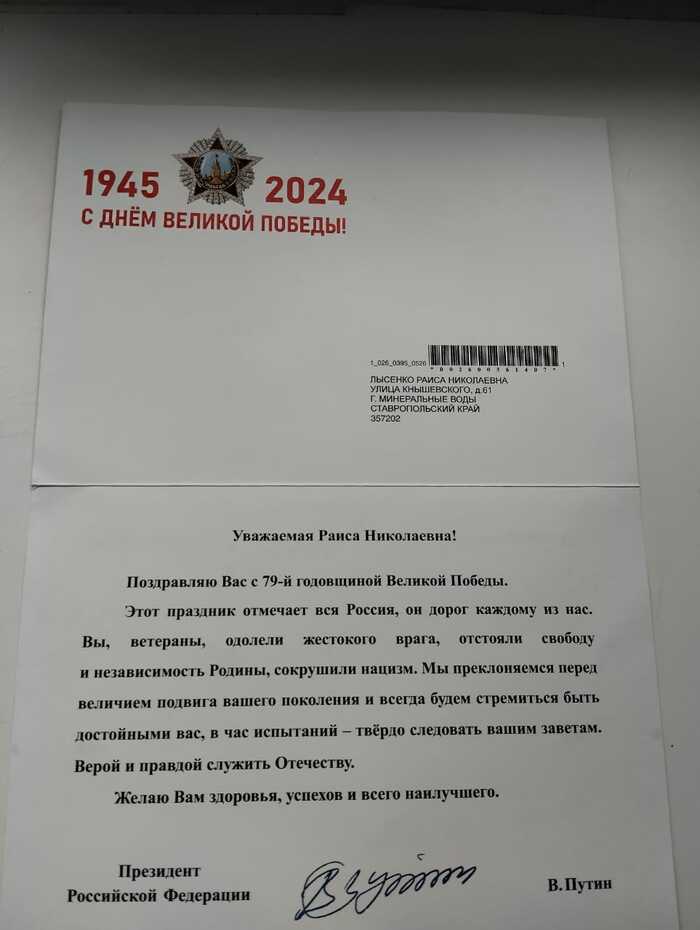 1945 2024
С ДНЁМ ВЕЛИКОЙ ПОБЕДЫ!
1_026_0395_0526 1
ЛЫСЕНКО РАИСА НИКОЛАЕВНА
УЛИЦА КНЫШЕВСКОГО, д.61
Г. МИНЕРАЛЬНЫЕ ВОДЫ
СТАВРОПОЛЬСКИЙ КРАЙ
357202
Уважаемая Раиса Николаевна!
Поздравляю Вас с 79-й годовщиной Великой Победы.
Этот праздник отмечает вся Россия, он дорог каждому из нас.
Вы, ветераны, одолели жестокого врага, отстояли свободу
и независимость Родины, сокрушили нацизм. Мы преклоняемся перед
величием подвига вашего поколения и всегда будем стремиться быть
достойными вас, в час испытаний – твёрдо следовать вашим заветам.
Верой и правдой служить Отечеству.
Желаю Вам здоровья, успехов и всего наилучшего.
Президент
Российской Федерации
В.Путин